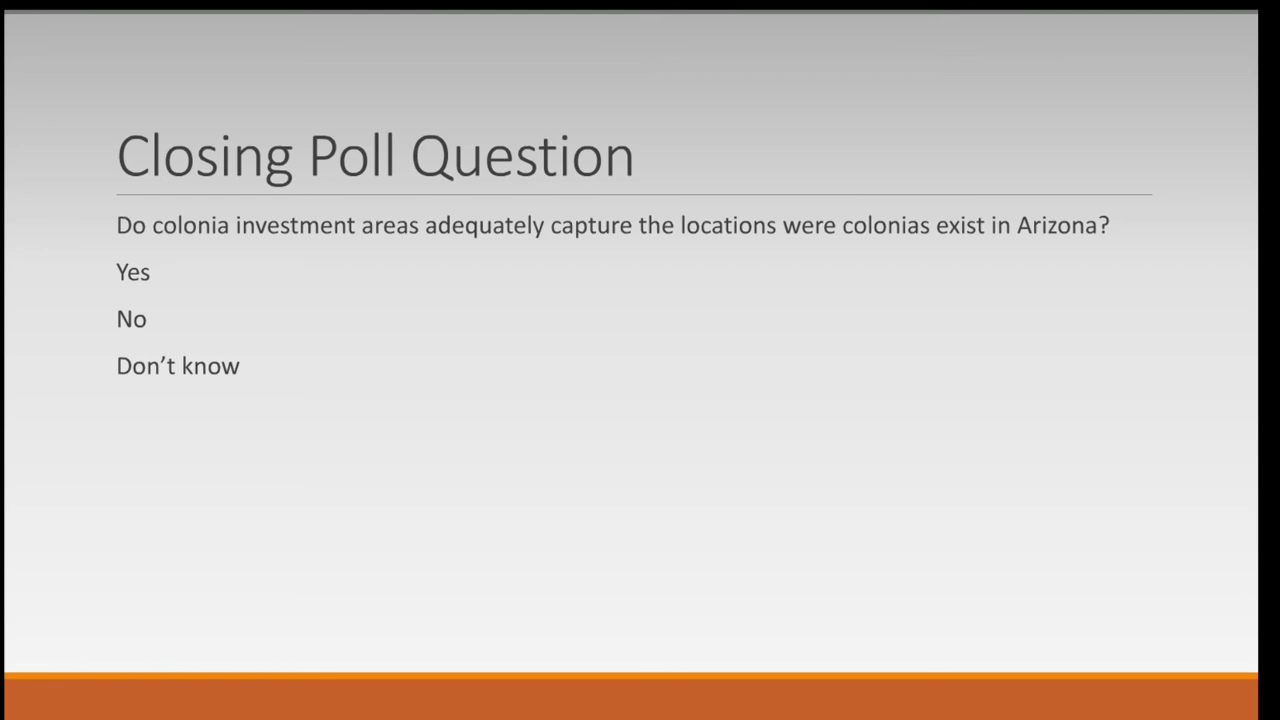 Closing Poll Question
Do colonia investment areas adequately capture the locations were colonias exist in Arizona?
Yes
No
Don’t know